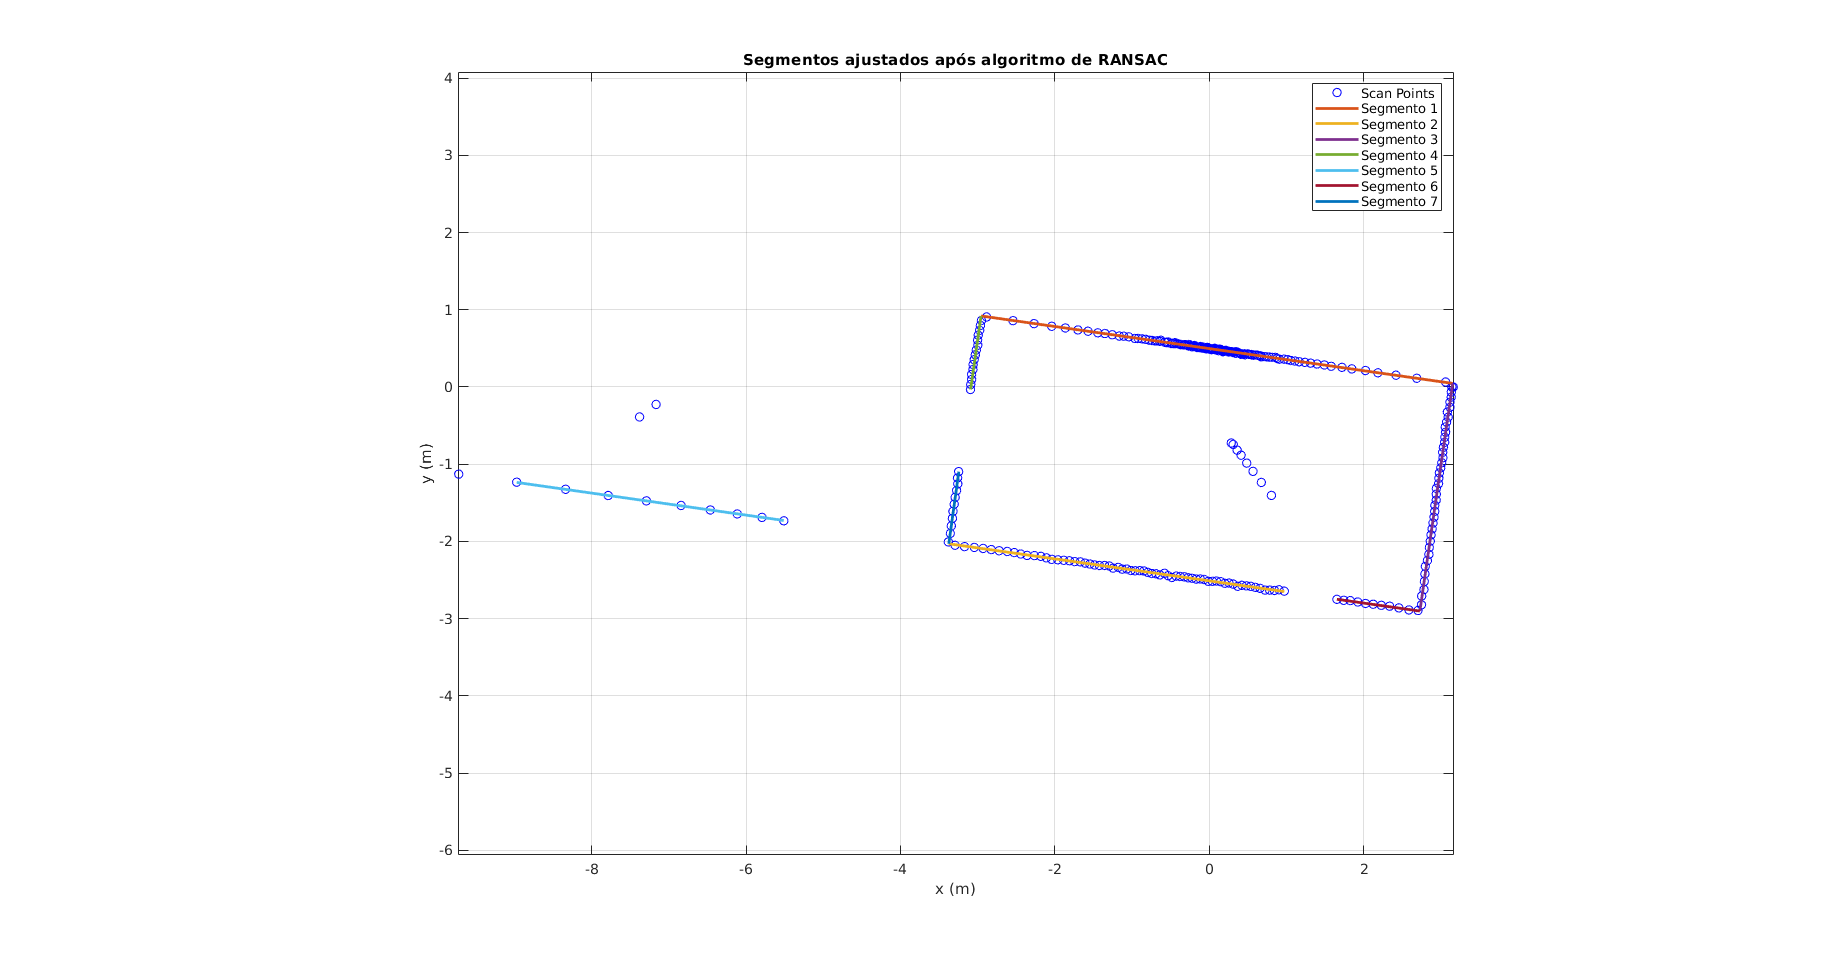 Segmentos ajustados após algoritmo de RANSAC
Scan Points
Segmento 1
Segmento 2
Segmento 3
Segmento 4
Segmento 5
Segmento 6
Segmento 7
4
3
2
1
0
-1
-2
-3
-4
-5
-6
y (m)
-8 -6 -4 -2 0 2
x (m)